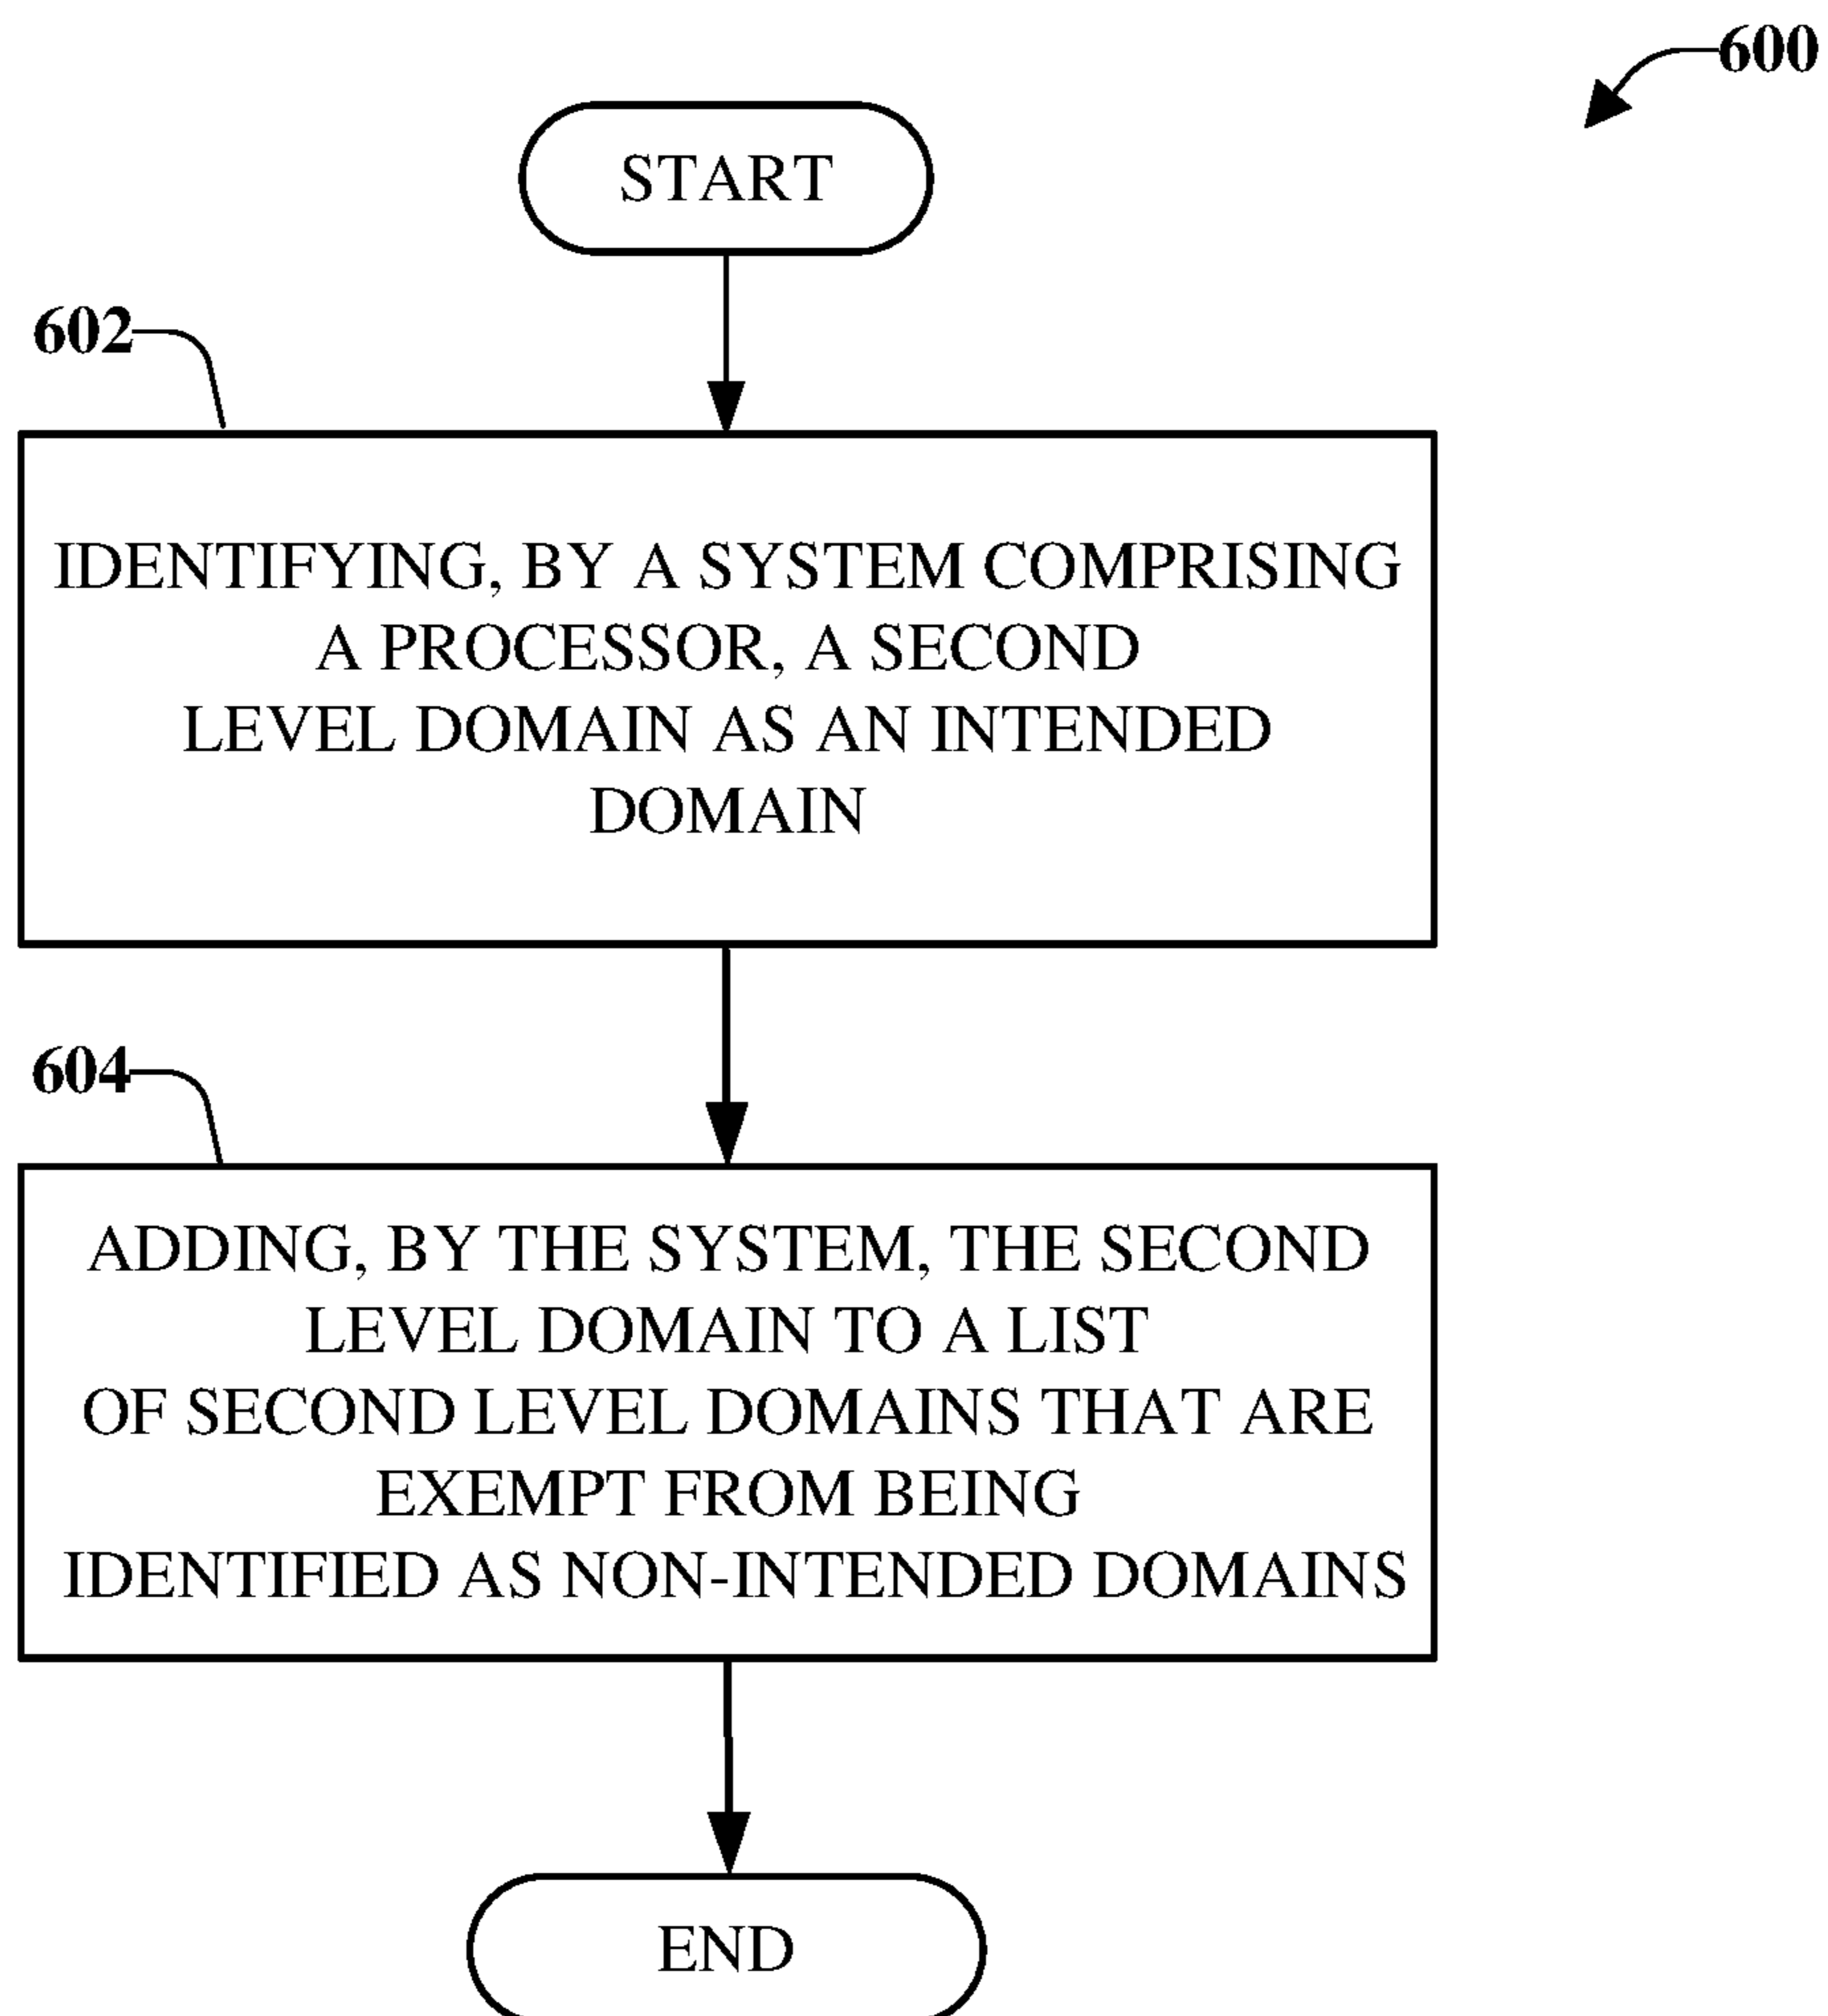 600
START
602
IDENTIFYING, BY A SYSTEM COMPRISING
A PROCESSOR, A SECOND
LEVEL DOMAIN AS AN INTENDED
DOMAIN
604
ADDING, BY THE SYSTEM, THE SECOND
LEVEL DOMAIN TO A LIST
OF SECOND LEVEL DOMAINS THAT ARE
EXEMPT FROM BEING
IDENTIFIED AS NON-INTENDED DOMAINS
END